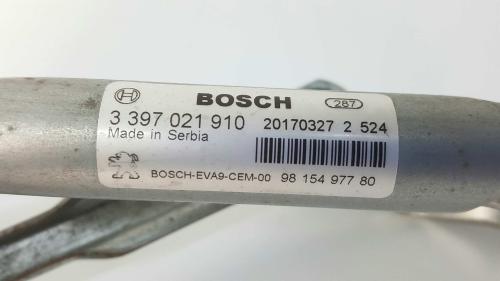 BOSCH 287
3 397 021 910 20170327 2 524
Made in Serbia
BOSCH-EVA9-CEM-00 98 154 977 80